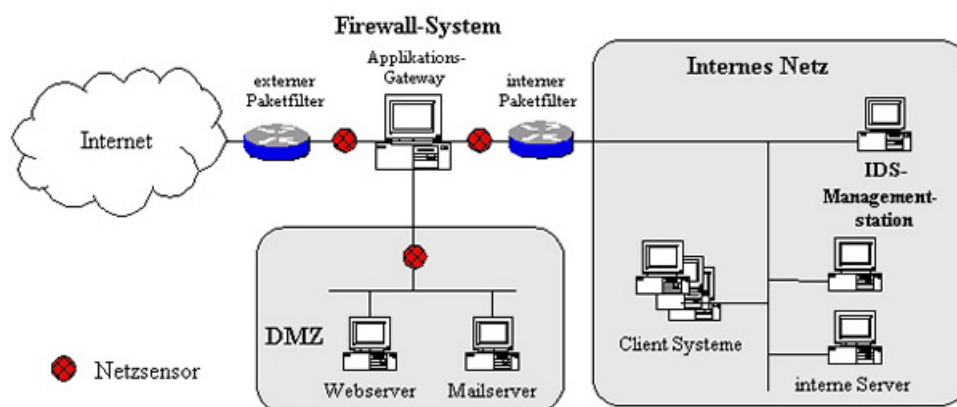 Firewall-System
externer
Paketfilter
Applikations-
Gateway
interner
Paketfilter
Internes Netz
Internet
IDS-
Management-
station
Client Systeme
interne Server
DMZ
Webserver
Mailserver
Netzsensor